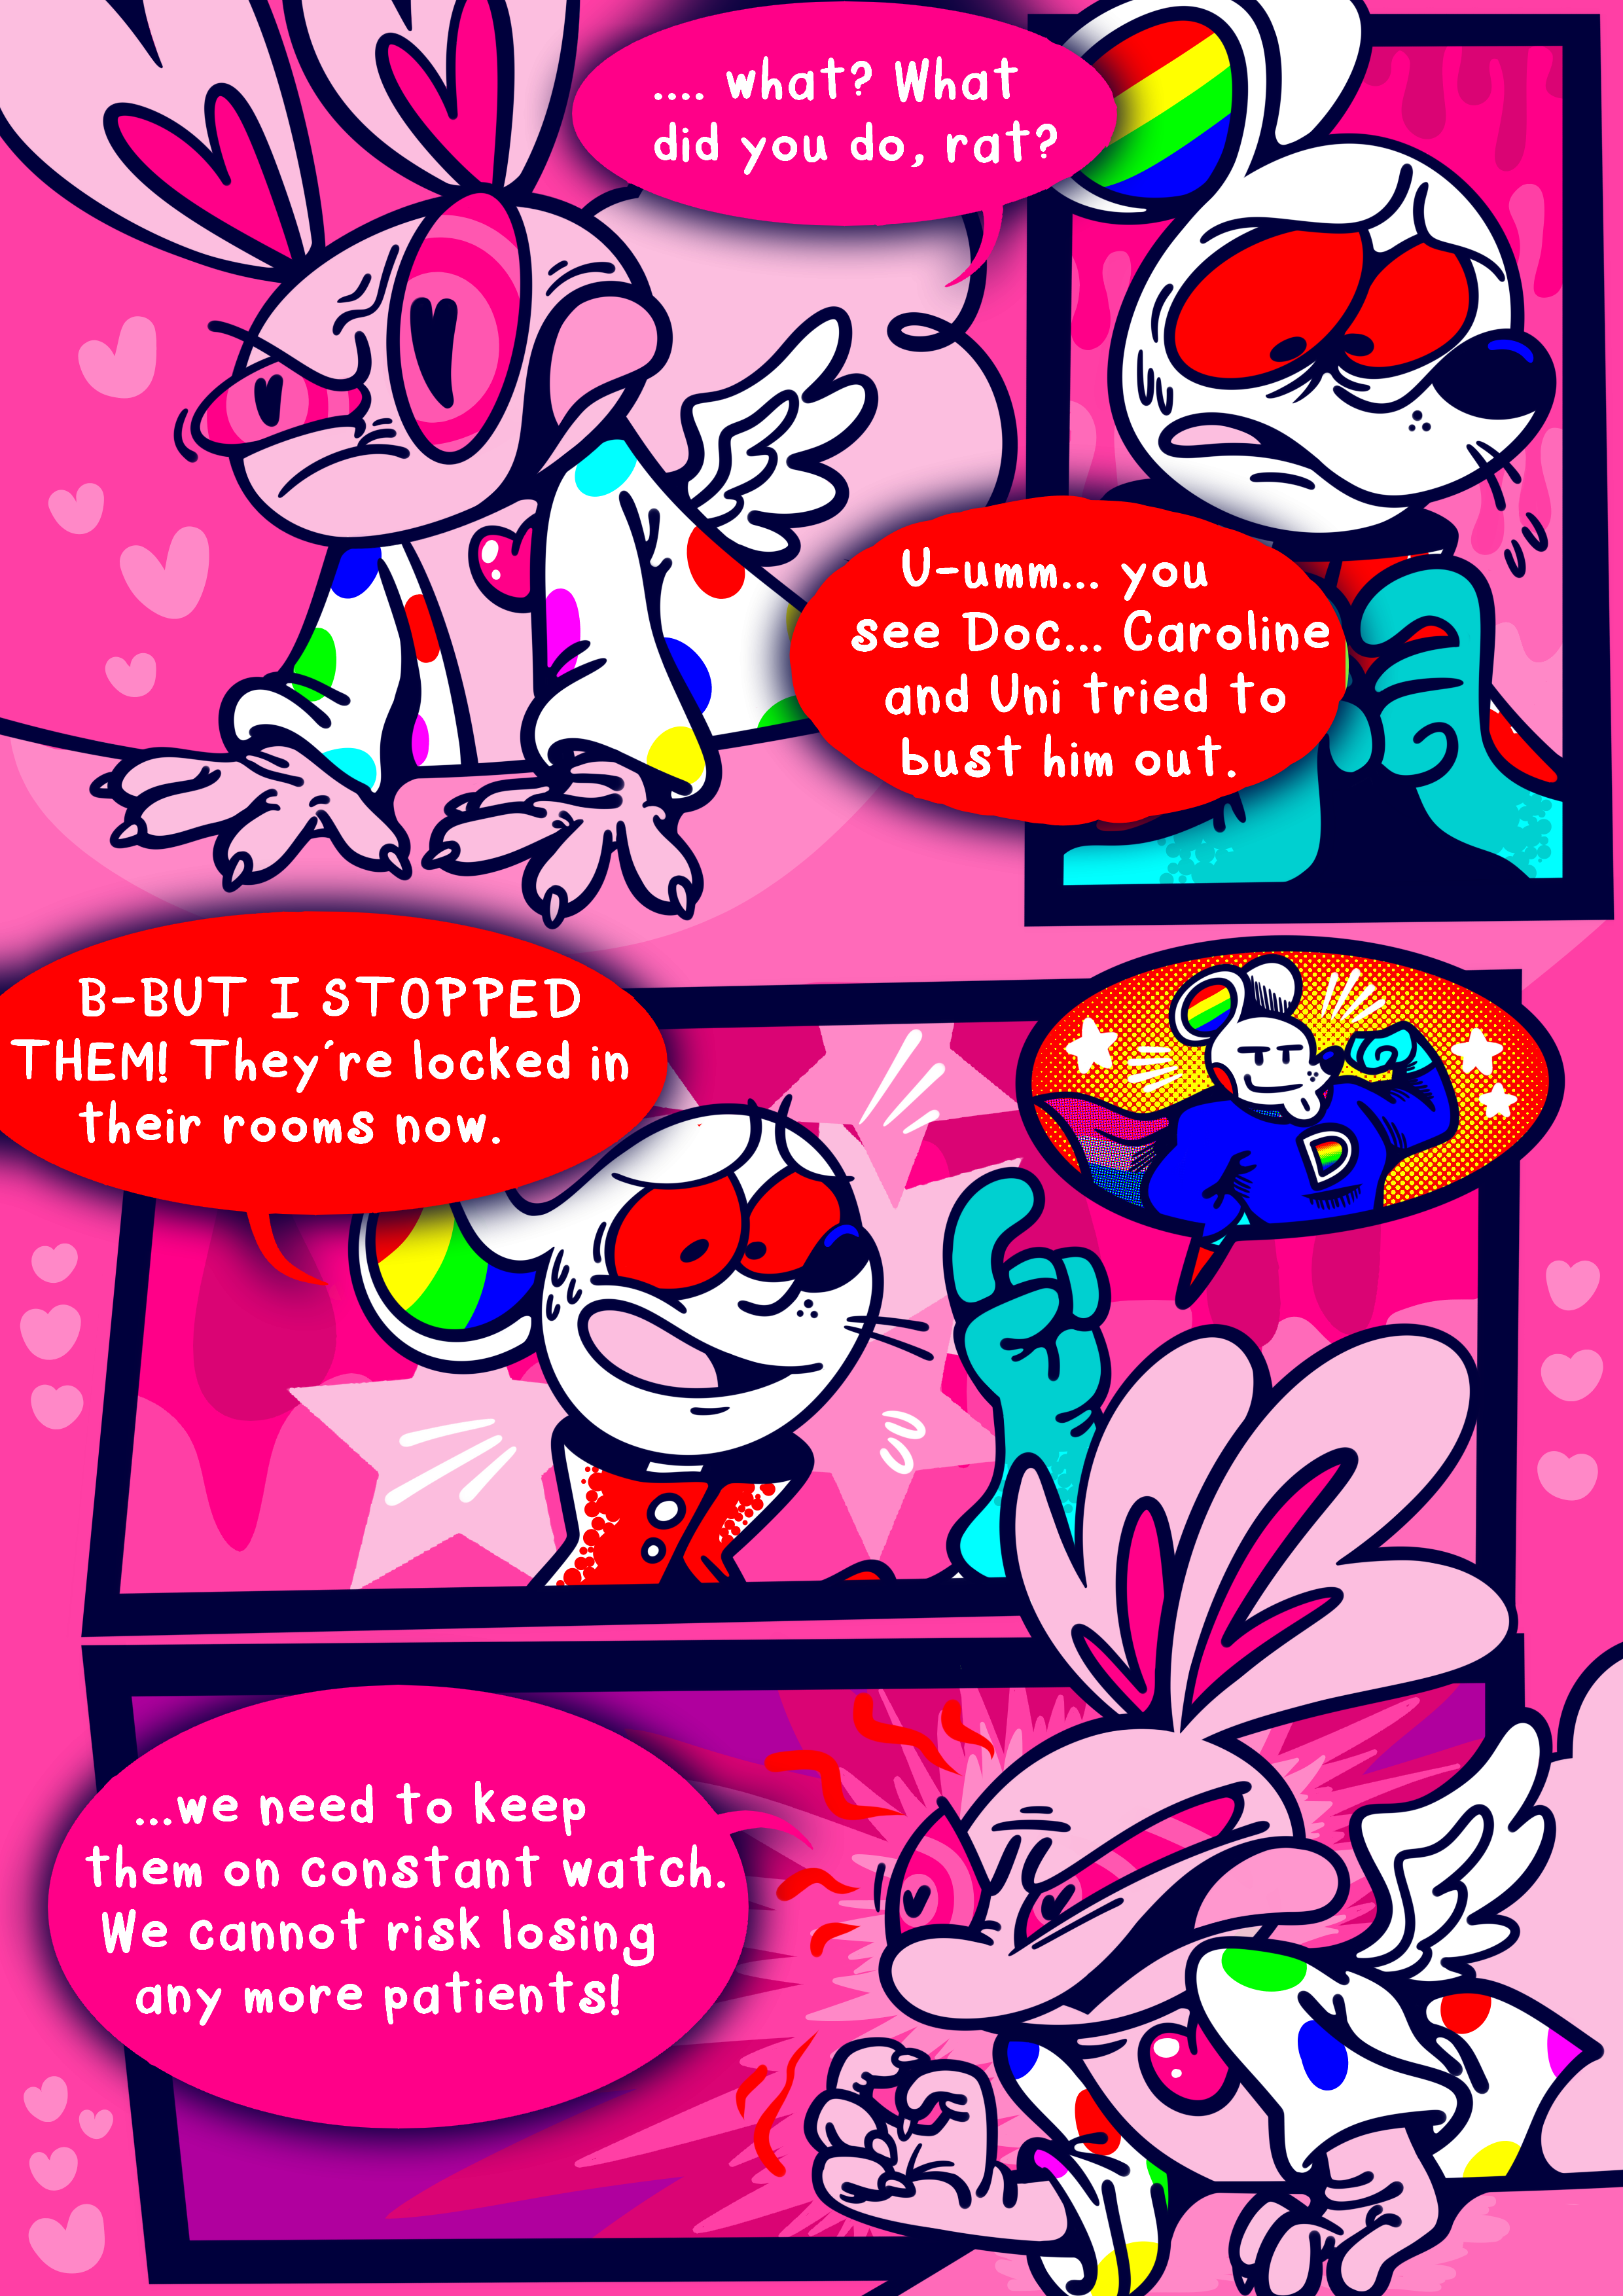 .... what? What
did you do, rat?
U-umm... you
see Doc... Caroline
and Uni tried to
bust him out.
B-BUT I STOPPED
THEM! They're locked in
their rooms now.
D
...we need to keep
them on constant watch.
We cannot risk losing
any more patients!